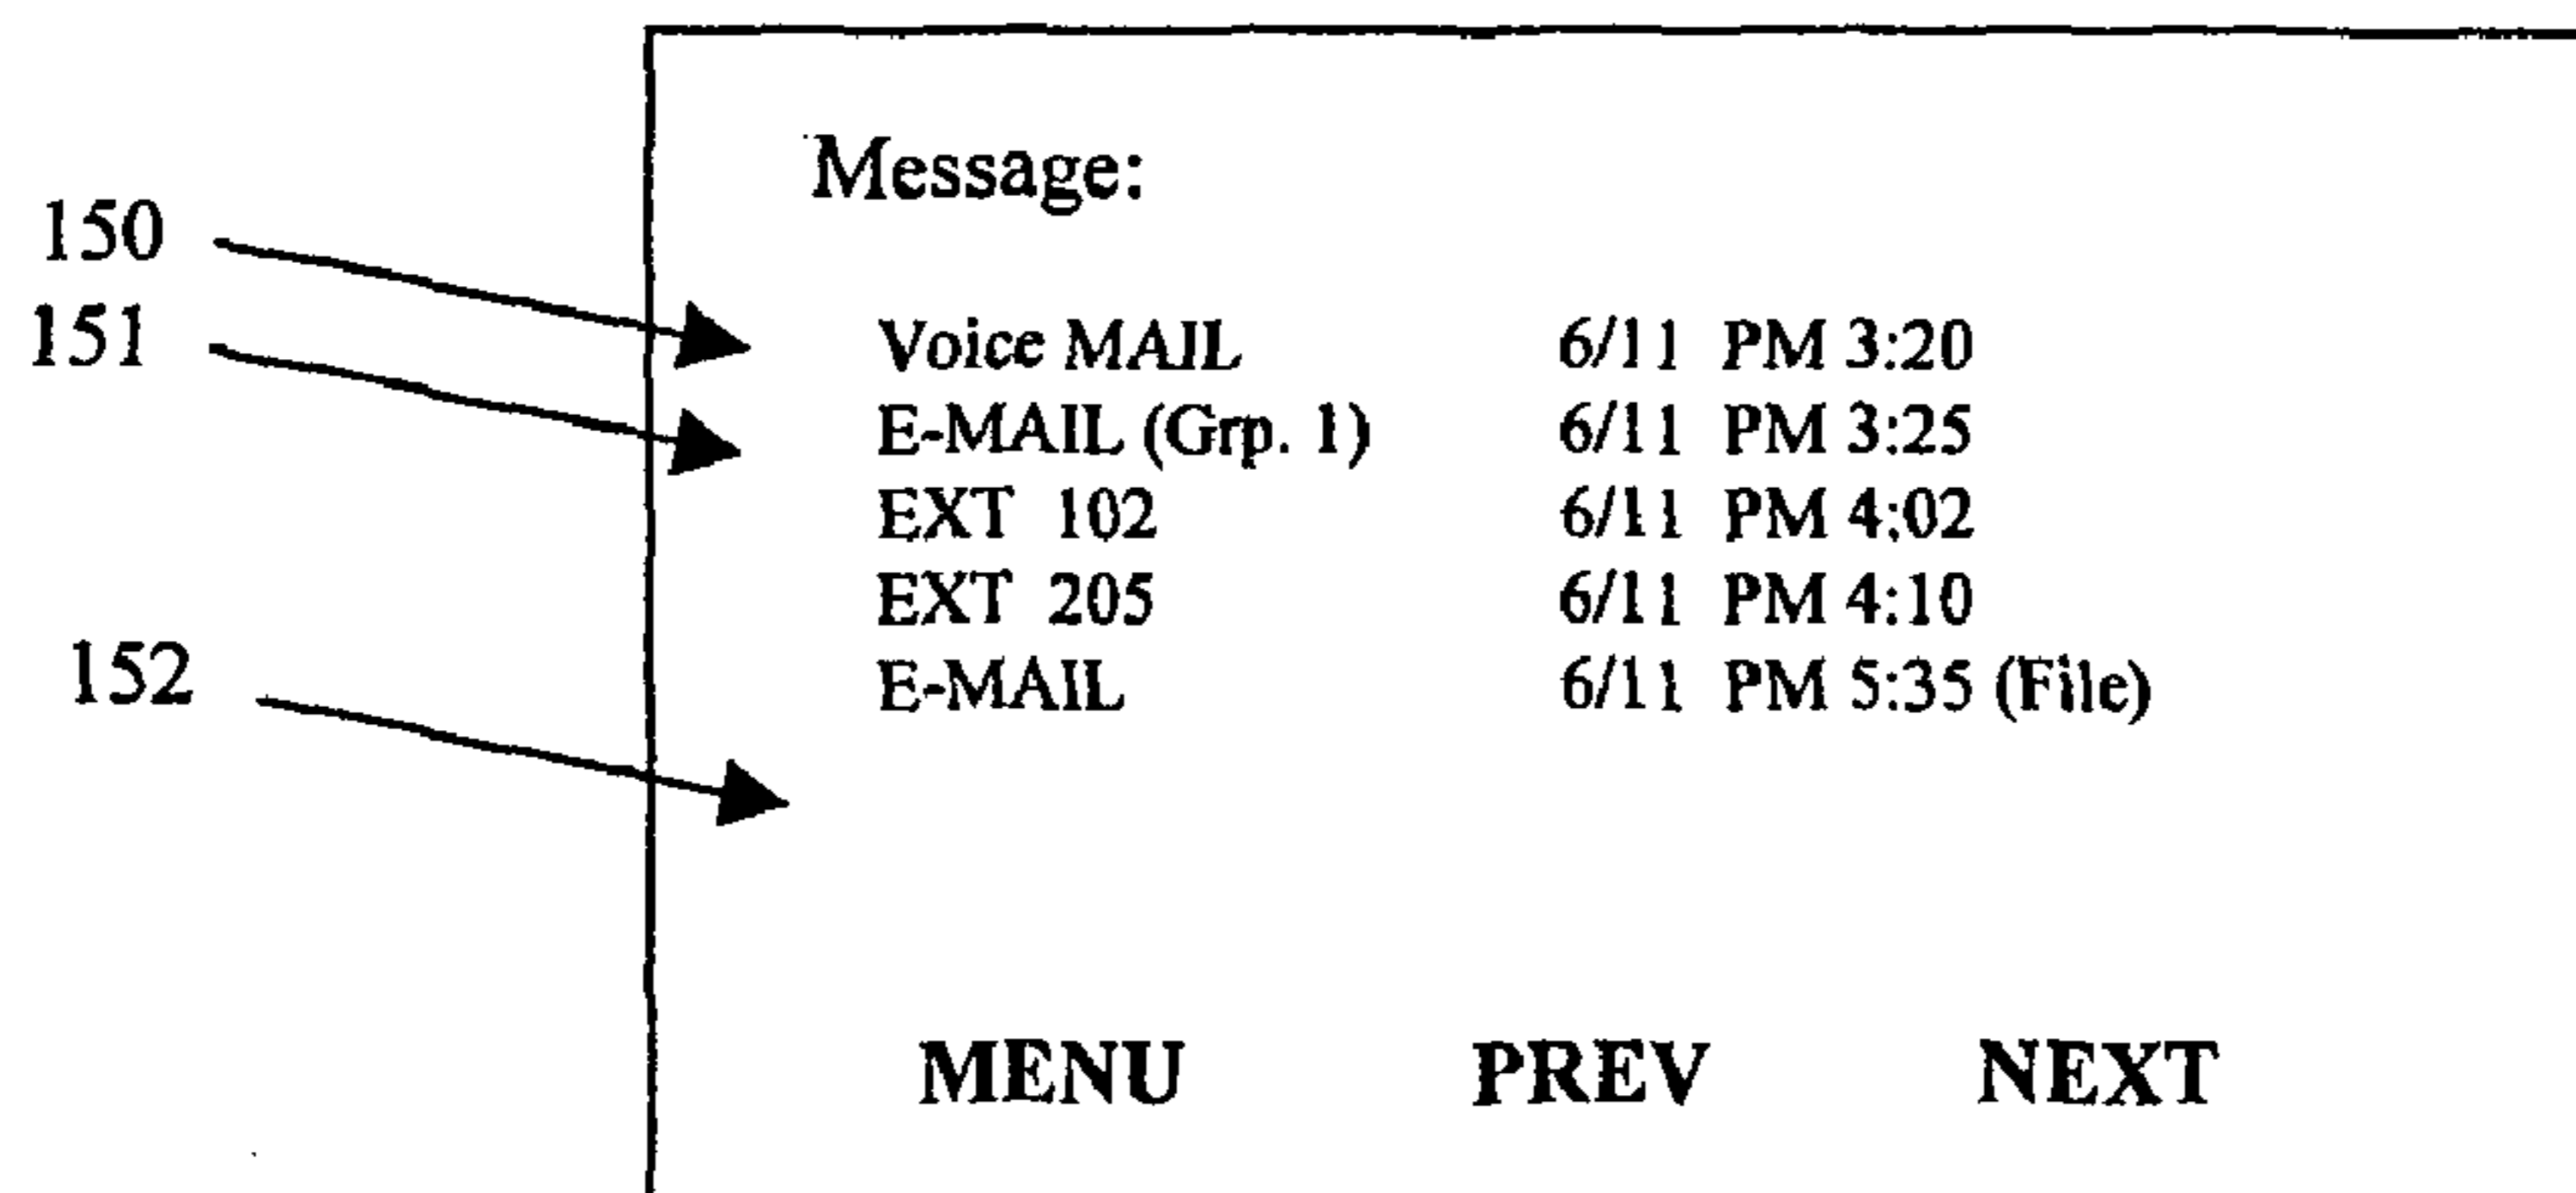 Message:
150
Voice MAIL 6/11 PM 3:20
151
E-MAIL (Grp. 1) 6/11 PM 3:25
EXT 102 6/11 PM 4:02
EXT 205 6/11 PM 4:10
152
E-MAIL 6/11 PM 5:35 (File)
MENU PREV NEXT